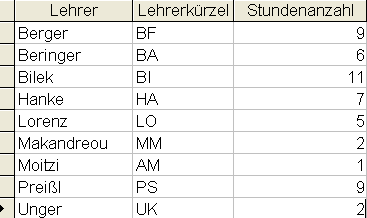 Lehrer Lehrerkürzel Stundenanzahl
Berger BF 9
Beringer BA 6
Bilek BI 11
Hanke HA 7
Lorenz LO 5
Makandreou MM 2
Moitzi AM 1
Preißl PS 9
Unger UK 2